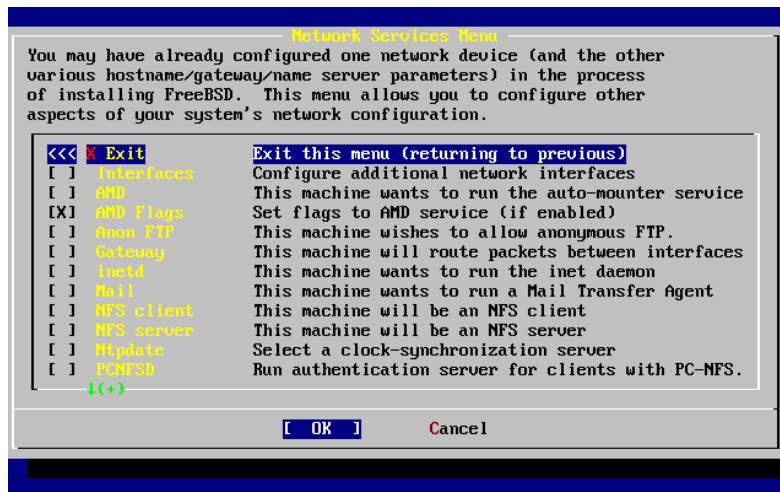 Network Services Menu
You may have already configured one network device (and the other
various hostname/gateway/name server parameters) in the process
of installing FreeBSD.  This menu allows you to configure other
aspects of your system's network configuration.
<<< X Exit Exit this menu (returning to previous)
[ ] Interfaces Configure additional network interfaces
[ ] AMD This machine wants to run the auto-mounter service
[X] AMD Flags Set flags to AMD service (if enabled)
[ ] Anon FTP This machine wishes to allow anonymous FTP.
[ ] Gateway This machine will route packets between interfaces
[ ] inetd This machine wants to run the inet daemon
[ ] Mail This machine wants to run a Mail Transfer Agent
[ ] NFS client This machine will be an NFS client
[ ] NFS server This machine will be an NFS server
[ ] Ntpdate Select a clock-synchronization server
[ ] PCNFSD Run authentication server for clients with PC-NFS.
↓(+)
[ OK ] Cancel